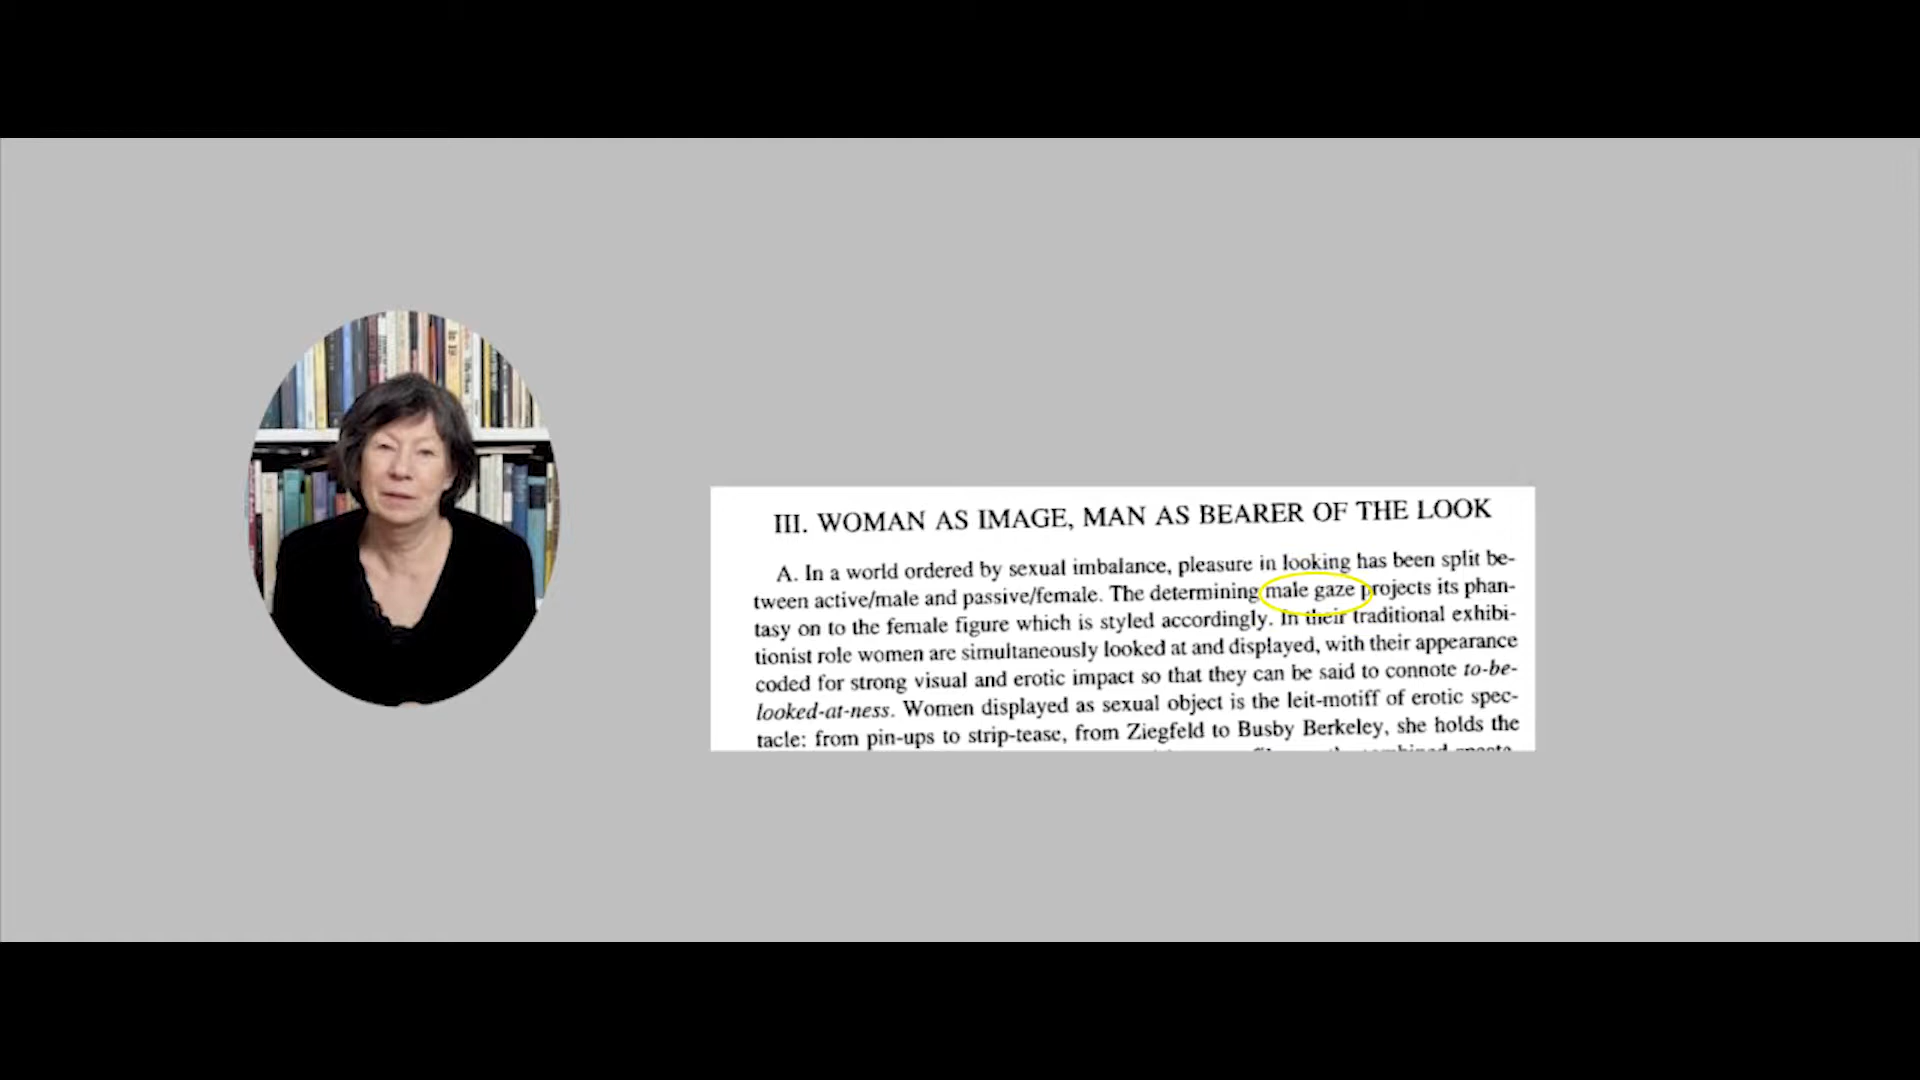 III. WOMAN AS IMAGE, MAN AS BEARER OF THE LOOK
A. In a world ordered by sexual imbalance, pleasure in looking has been split be-
tween active/male and passive/female. The determining male gaze projects its phan-
tasy on to the female figure which is styled accordingly. In their traditional exhibi-
tionist role women are simultaneously looked at and displayed, with their appearance
coded for strong visual and erotic impact so that they can be said to connote to-be-
looked-at-ness. Women displayed as sexual object is the leit-motiff of erotic spec-
tacle: from pin-ups to strip-tease, from Ziegfeld to Busby Berkeley, she holds the